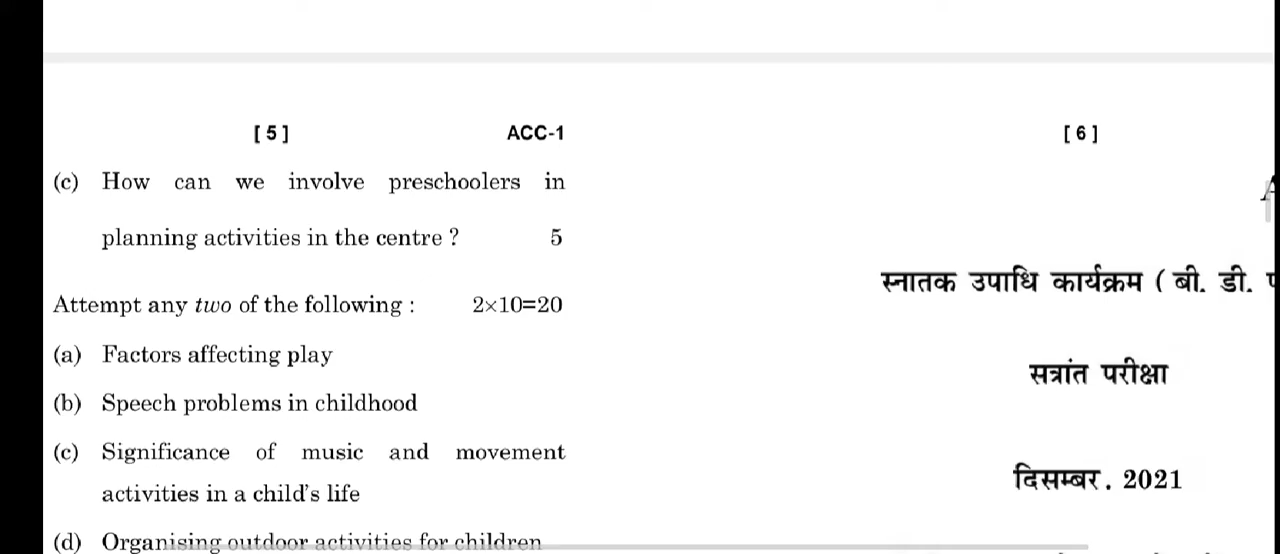 [ 5 ] ACC-1
(c) How can we involve preschoolers in
planning activities in the centre ? 5
Attempt any two of the following : 2×10=20
(a) Factors affecting play
(b) Speech problems in childhood
(c) Significance of music and movement
activities in a child's life
(d) Organising outdoor activities for children
[ 6 ]
स्नातक उपाधि कार्यक्रम ( बी. डी.
सत्रांत परीक्षा
दिसम्बर. 2021